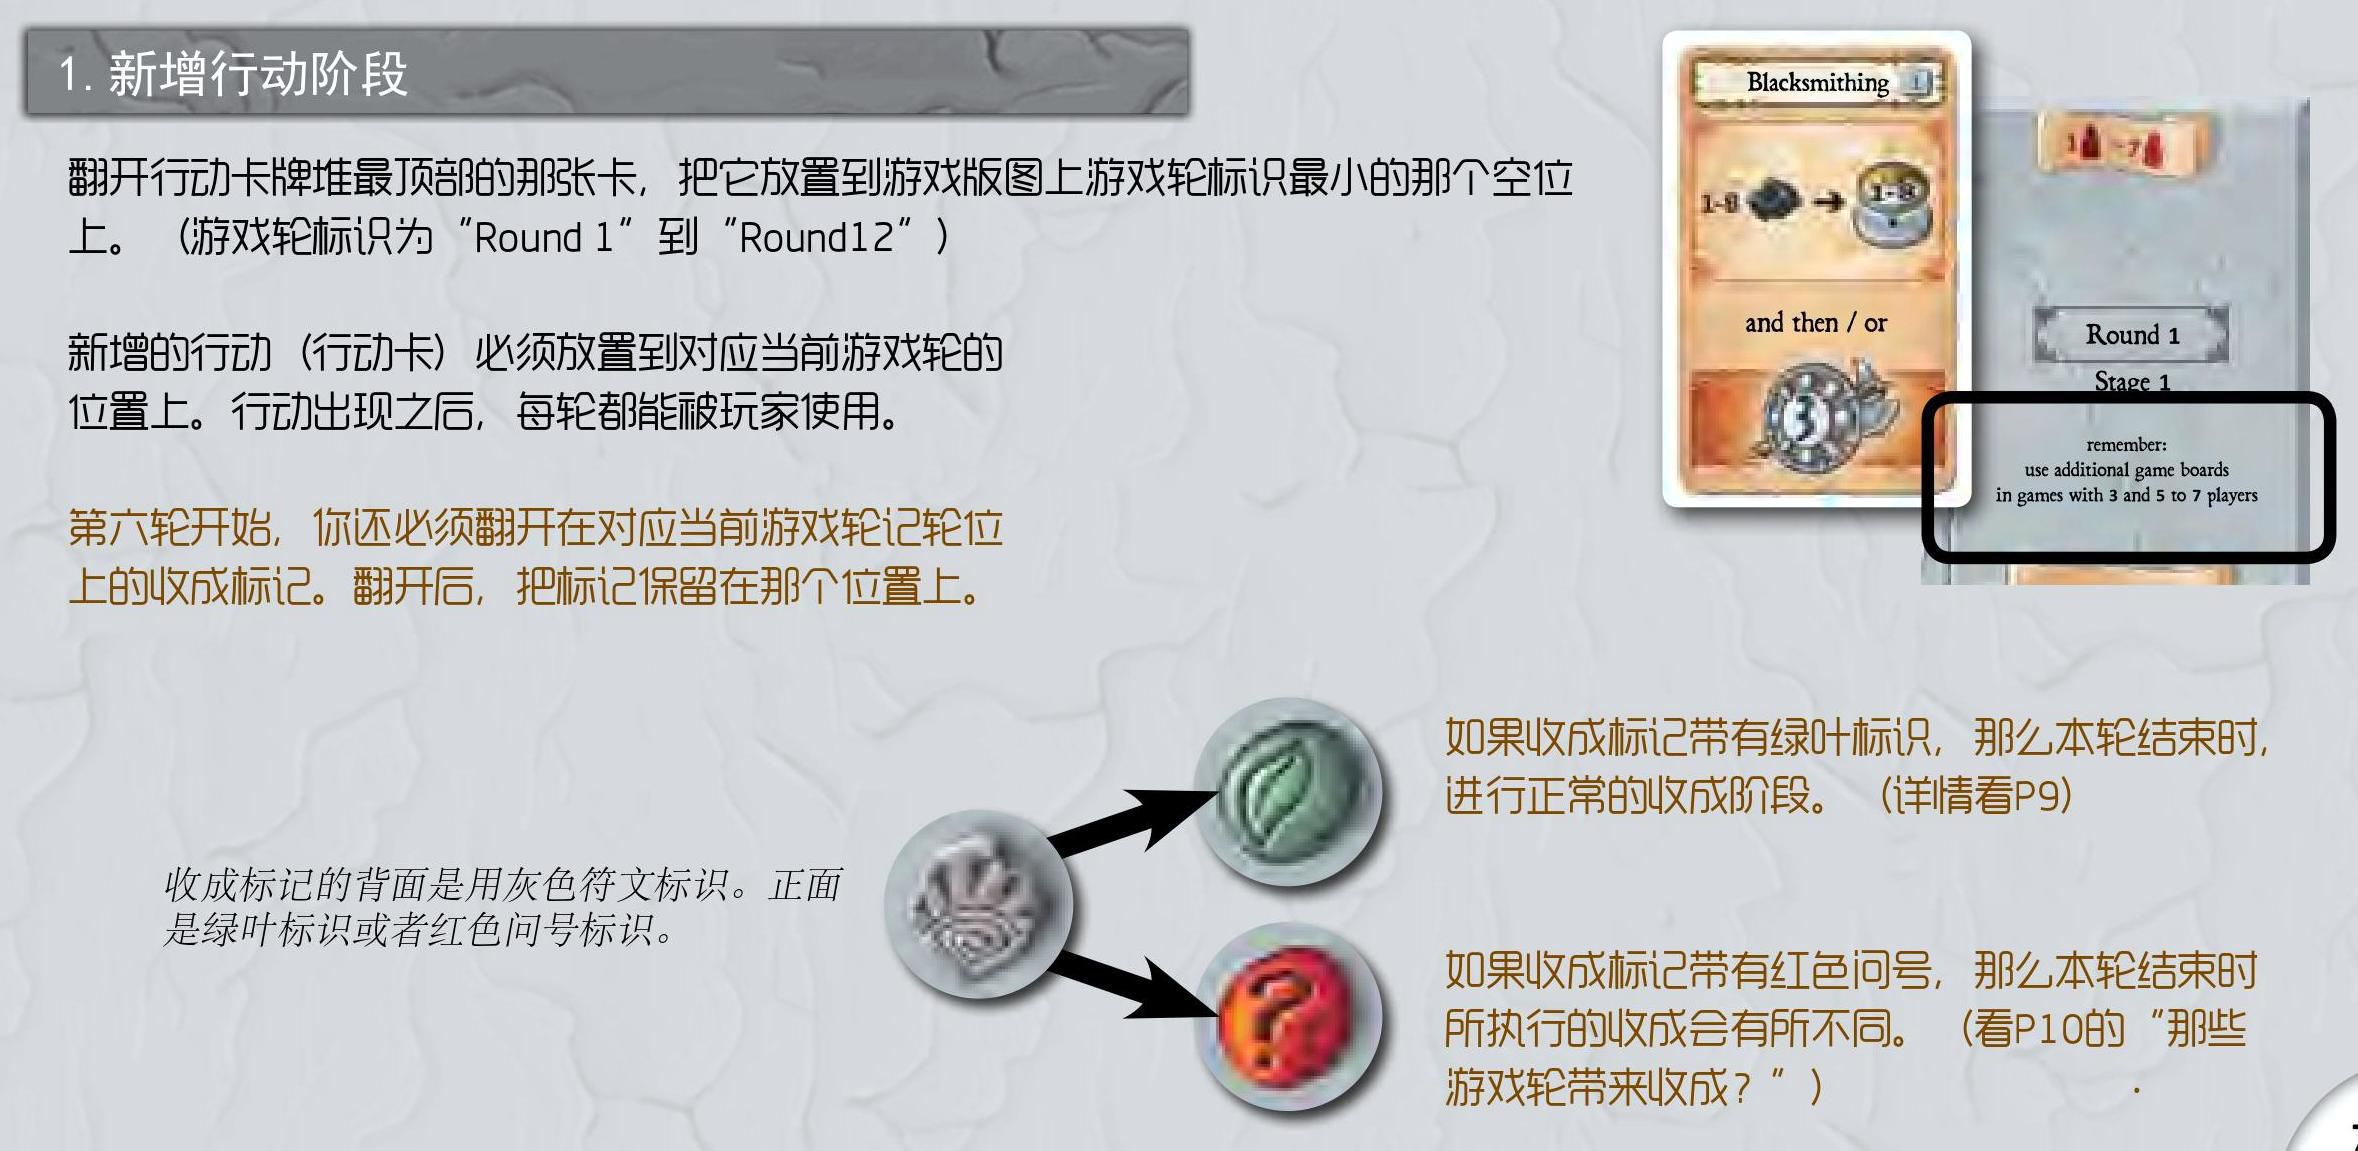 1. 新增行动阶段
翻开行动卡牌堆最顶部的那张卡，把它放置到游戏版图上游戏轮标识最小的那个空位
上。（游戏轮标识为“Round 1”到“Round12”）
新增的行动（行动卡）必须放置到对应当前游戏轮的
位置上。行动出现之后，每轮都能被玩家使用。
第六轮开始，你还必须翻开在对应当前游戏轮记轮位
上的收成标记。翻开后，把标记保留在那个位置上。
Blacksmithing 1
1-8 → 1-8
and then / or
3
1 -7
Round 1
Stage 1
remember:
use additional game boards
in games with 3 and 5 to 7 players
收成标记的背面是用灰色符文标识。正面
是绿叶标识或者红色问号标识。
?
如果收成标记带有绿叶标识，那么本轮结束时，
进行正常的收成阶段。（详情看P9）
如果收成标记带有红色问号，那么本轮结束时
所执行的收成会有所不同。（看P10的“那些
游戏轮带来收成？”）